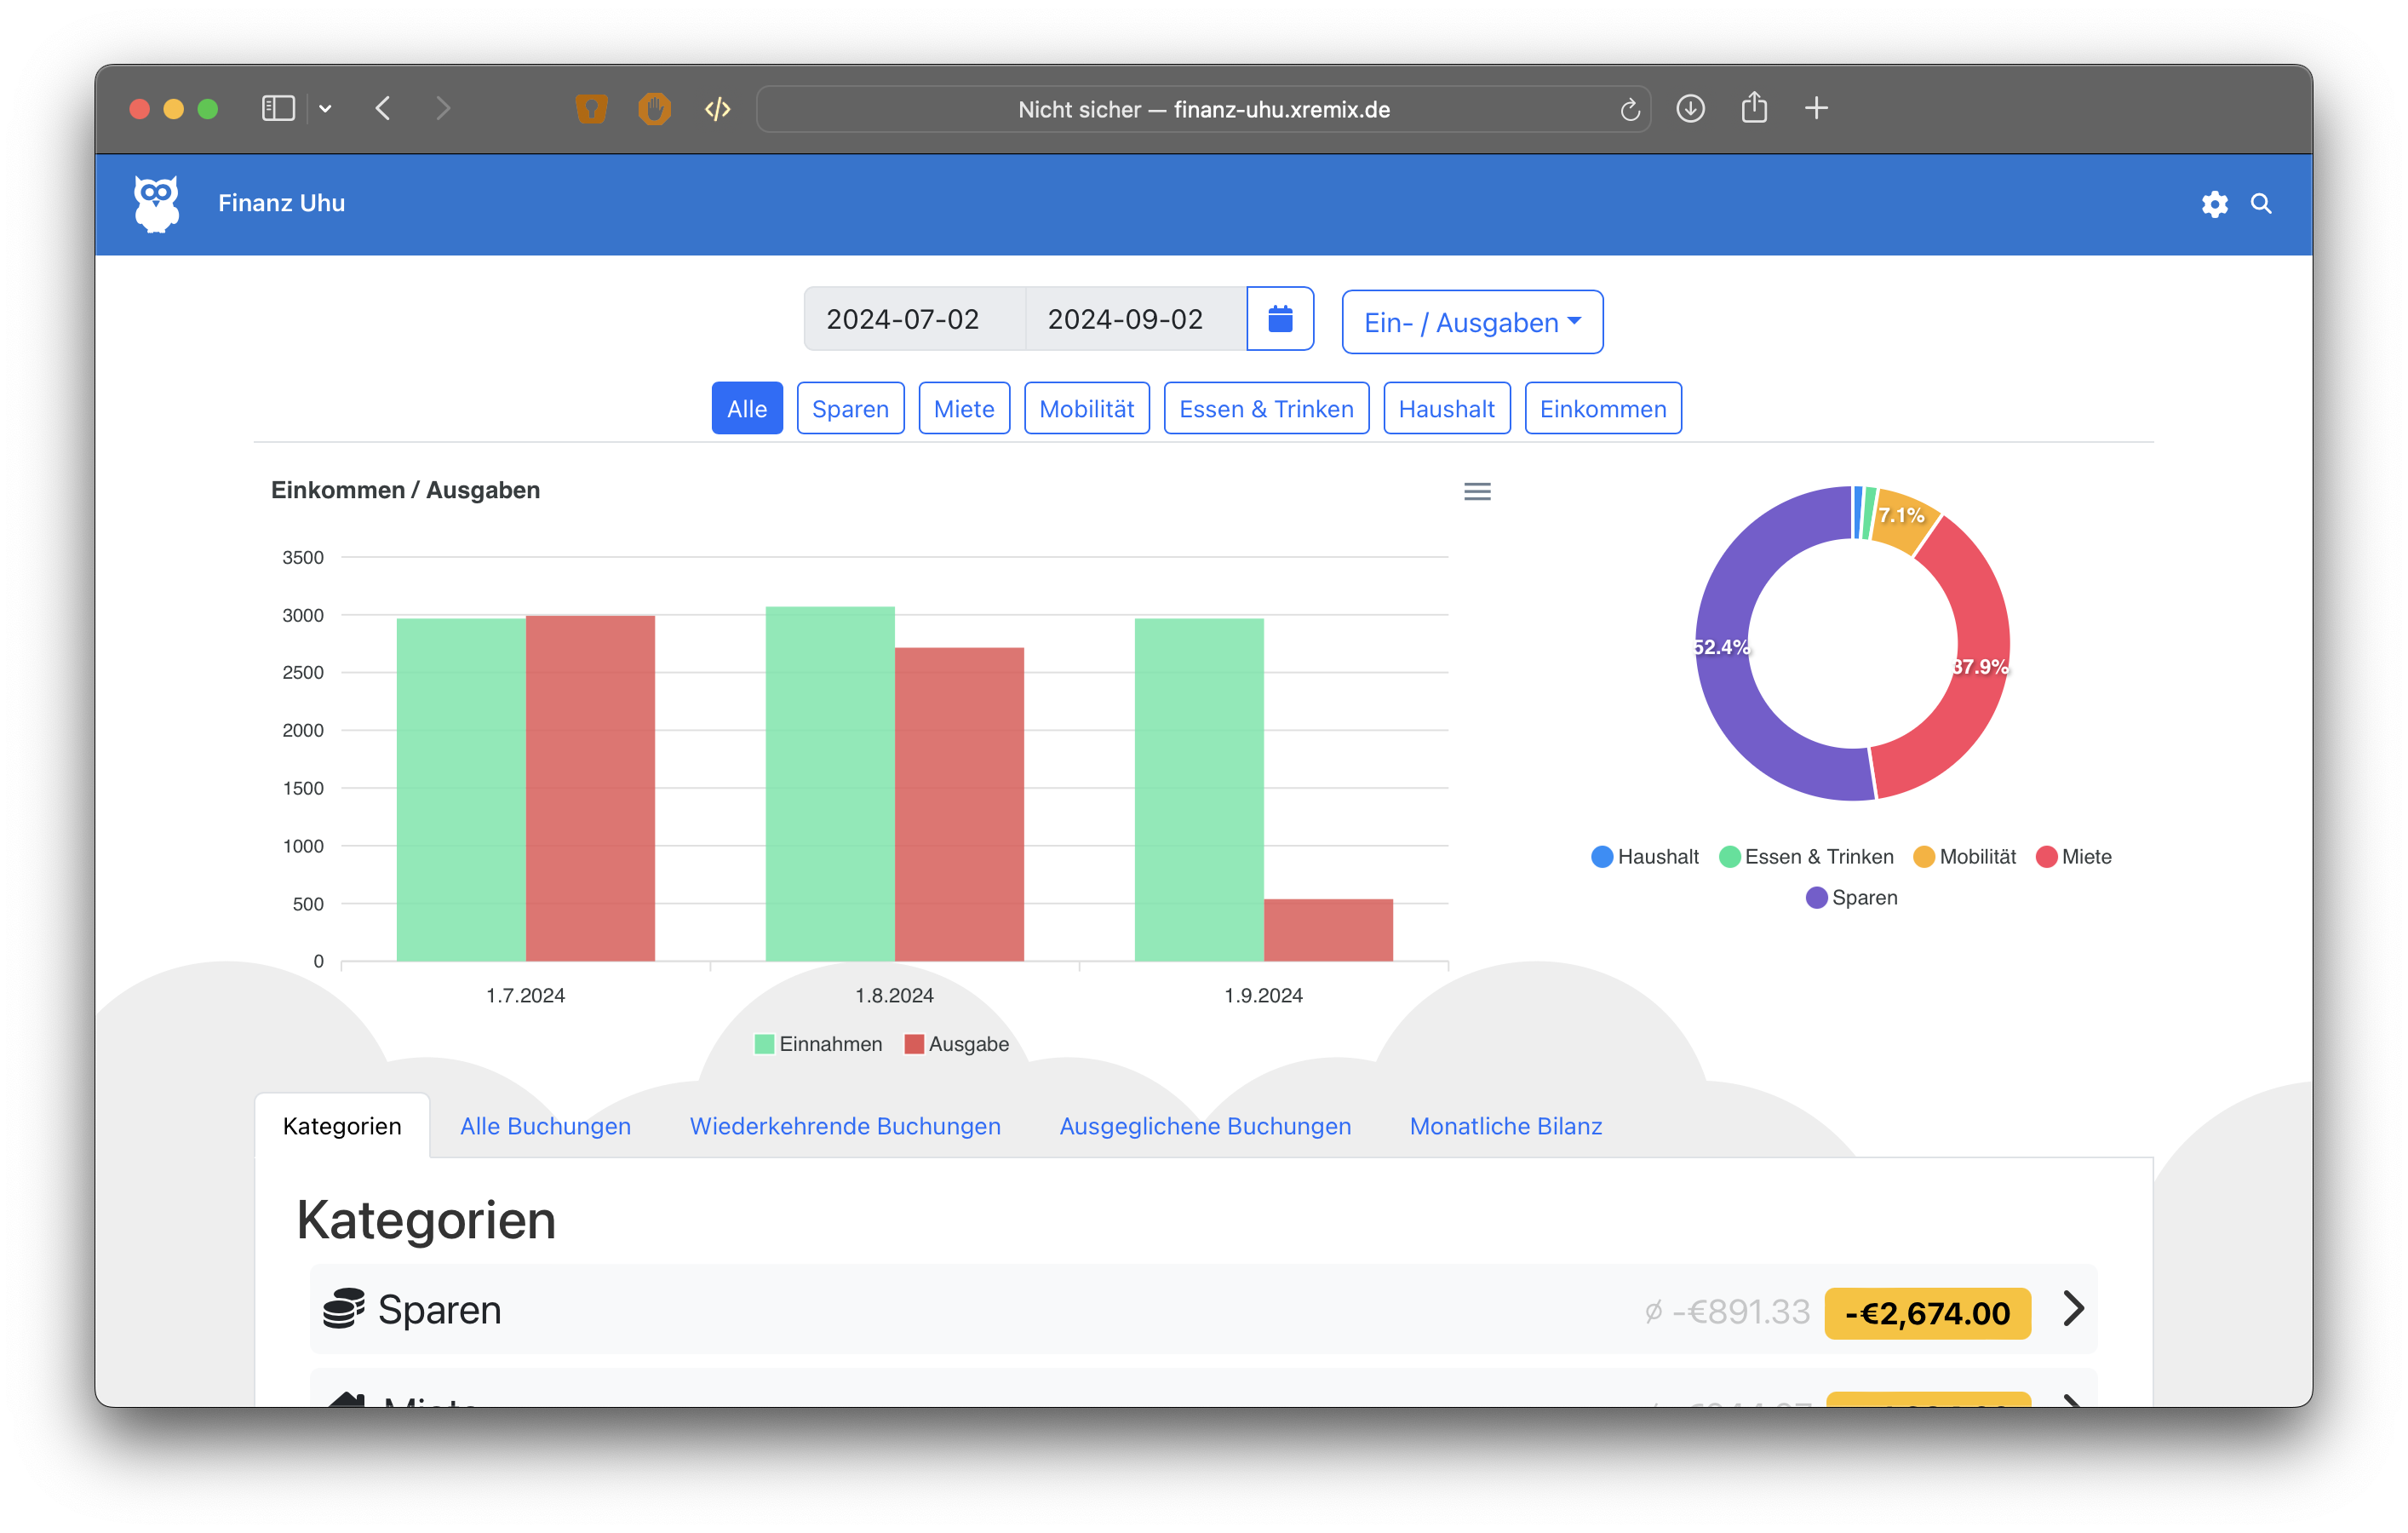 Nicht sicher — finanz-uhu.xremix.de
Finanz Uhu
2024-07-02 2024-09-02 Ein- / Ausgaben
Alle Sparen Miete Mobilität Essen & Trinken Haushalt Einkommen
Einkommen / Ausgaben
3500
3000
2500
2000
1500
1000
500
0
1.7.2024 1.8.2024 1.9.2024
Einnahmen Ausgabe
7.1%
52.4%
37.9%
Haushalt Essen & Trinken Mobilität Miete
Sparen
Kategorien Alle Buchungen Wiederkehrende Buchungen Ausgeglichene Buchungen Monatliche Bilanz
Kategorien
Sparen ∅ -€891.33 -€2,674.00
Miete